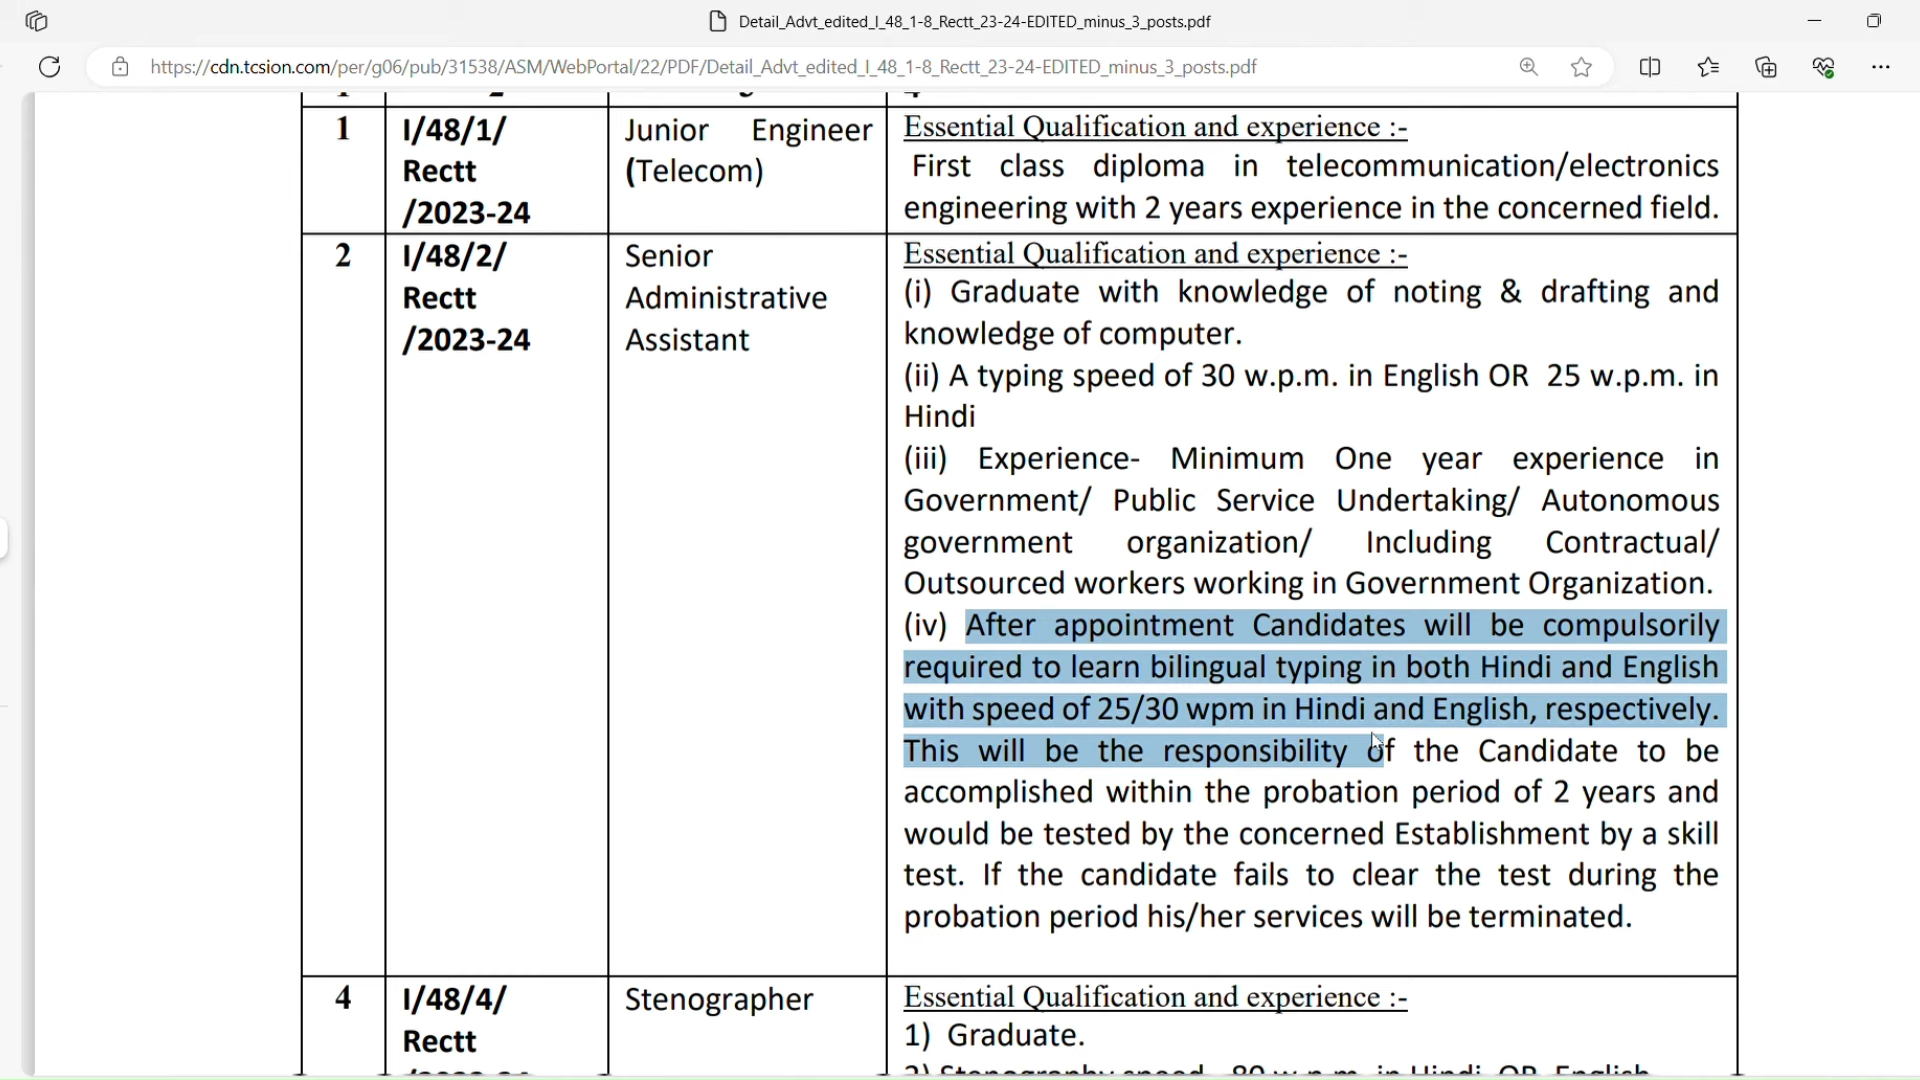 Detail_Advt_edited_I_48_1-8_Rectt_23-24-EDITED_minus_3_posts.pdf
https://cdn.tcsion.com/per/g06/pub/31538/ASM/WebPortal/22/PDF/Detail_Advt_edited_I_48_1-8_Rectt_23-24-EDITED_minus_3_posts.pdf
1
I/48/1/
Rectt
/2023-24
Junior Engineer
(Telecom)
Essential Qualification and experience :-
First class diploma in telecommunication/electronics
engineering with 2 years experience in the concerned field.
2
I/48/2/
Rectt
/2023-24
Senior
Administrative
Assistant
Essential Qualification and experience :-
(i) Graduate with knowledge of noting & drafting and
knowledge of computer.
(ii) A typing speed of 30 w.p.m. in English OR 25 w.p.m. in
Hindi
(iii) Experience- Minimum One year experience in
Government/ Public Service Undertaking/ Autonomous
government organization/ Including Contractual/
Outsourced workers working in Government Organization.
(iv) After appointment Candidates will be compulsorily
required to learn bilingual typing in both Hindi and English
with speed of 25/30 wpm in Hindi and English, respectively.
This will be the responsibility of the Candidate to be
accomplished within the probation period of 2 years and
would be tested by the concerned Establishment by a skill
test. If the candidate fails to clear the test during the
probation period his/her services will be terminated.
4
I/48/4/
Rectt
Stenographer
Essential Qualification and experience :-
1) Graduate.
2) Stenography speed 80 w.p.m. in Hindi OR English